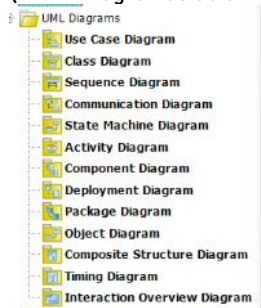 UML Diagrams
Use Case Diagram
Class Diagram
Sequence Diagram
Communication Diagram
State Machine Diagram
Activity Diagram
Component Diagram
Deployment Diagram
Package Diagram
Object Diagram
Composite Structure Diagram
Timing Diagram
Interaction Overview Diagram